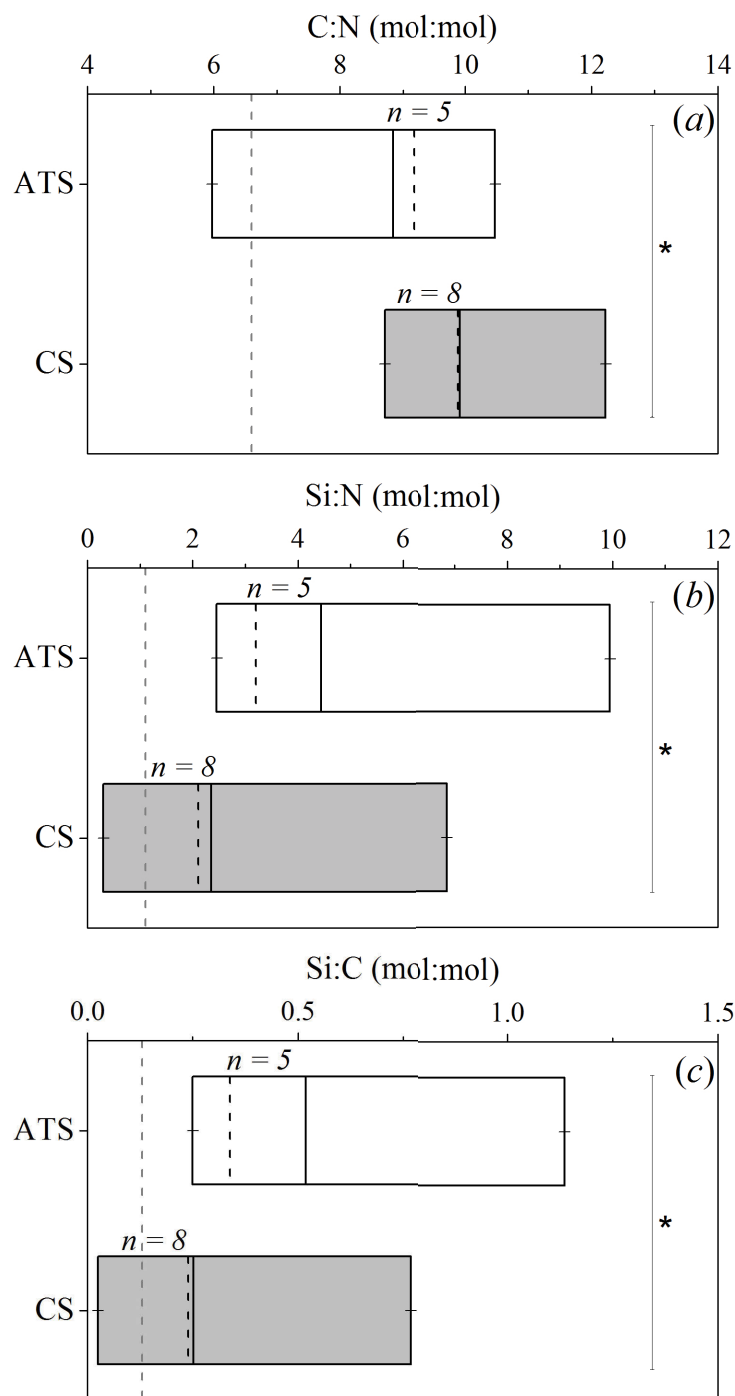 C:N (mol:mol)
4 6 8 10 12 14
n = 5
(a)
ATS
*
n = 8
CS
Si:N (mol:mol)
0 2 4 6 8 10 12
n = 5
(b)
ATS
*
n = 8
CS
Si:C (mol:mol)
0.0 0.5 1.0 1.5
n = 5
(c)
ATS
*
n = 8
CS